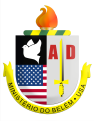 AD
MINISTÉRIO DO BELÉM - USA